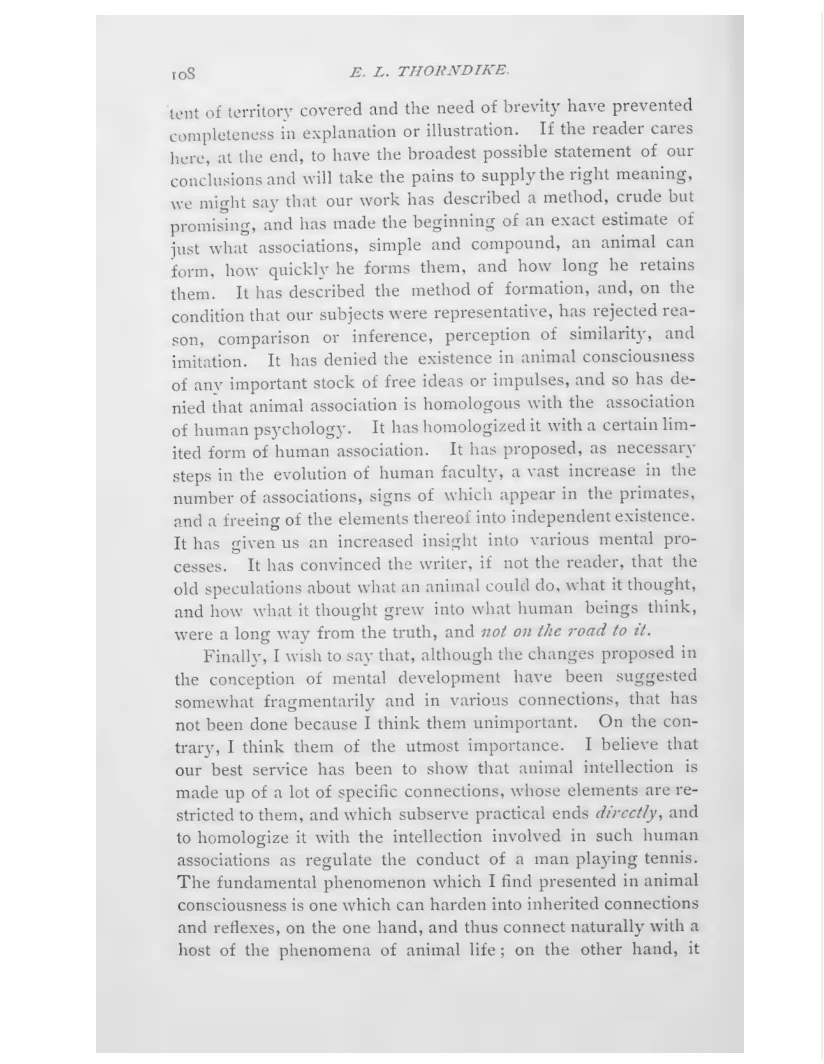 108 E. L. THORNDIKE.
tent of territory covered and the need of brevity have prevented
completeness in explanation or illustration. If the reader cares
here, at the end, to have the broadest possible statement of our
conclusions and will take the pains to supply the right meaning,
we might say that our work has described a method, crude but
promising, and has made the beginning of an exact estimate of
just what associations, simple and compound, an animal can
form, how quickly he forms them, and how long he retains
them. It has described the method of formation, and, on the
condition that our subjects were representative, has rejected rea-
son, comparison or inference, perception of similarity, and
imitation. It has denied the existence in animal consciousness
of any important stock of free ideas or impulses, and so has de-
nied that animal association is homologous with the association
of human psychology. It has homologized it with a certain lim-
ited form of human association. It has proposed, as necessary
steps in the evolution of human faculty, a vast increase in the
number of associations, signs of which appear in the primates,
and a freeing of the elements thereof into independent existence.
It has given us an increased insight into various mental pro-
cesses. It has convinced the writer, if not the reader, that the
old speculations about what an animal could do, what it thought,
and how what it thought grew into what human beings think,
were a long way from the truth, and not on the road to it.
Finally, I wish to say that, although the changes proposed in
the conception of mental development have been suggested
somewhat fragmentarily and in various connections, that has
not been done because I think them unimportant. On the con-
trary, I think them of the utmost importance. I believe that
our best service has been to show that animal intellection is
made up of a lot of specific connections, whose elements are re-
stricted to them, and which subserve practical ends directly, and
to homologize it with the intellection involved in such human
associations as regulate the conduct of a man playing tennis.
The fundamental phenomenon which I find presented in animal
consciousness is one which can harden into inherited connections
and reflexes, on the one hand, and thus connect naturally with a
host of the phenomena of animal life; on the other hand, it